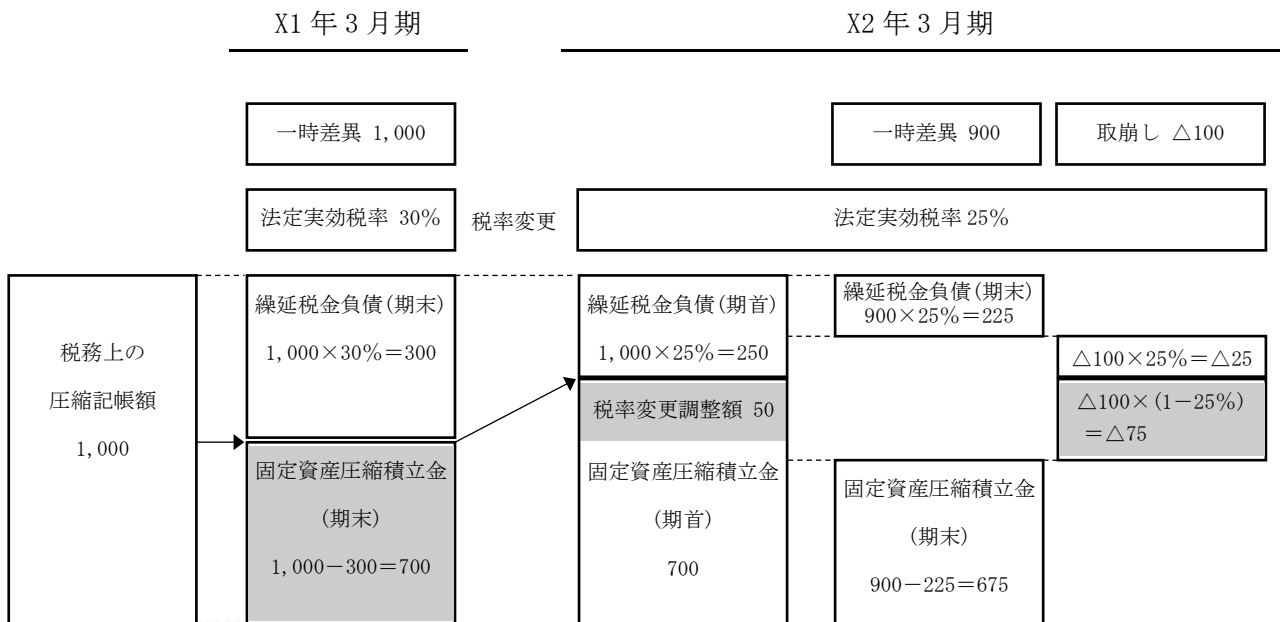 X1年3月期
X2年3月期
一時差異 1,000
一時差異 900
取崩し △100
法定実効税率 30%
税率変更
法定実効税率25%
税務上の
圧縮記帳額
1,000
繰延税金負債(期末)
1,000×30%=300
固定資産圧縮積立金
(期末)
1,000-300=700
繰延税金負債(期首)
1,000×25%=250
税率変更調整額 50
固定資産圧縮積立金
(期首)
700
繰延税金負債(期末)
900×25%=225
固定資産圧縮積立金
(期末)
900-225=675
△100×25%=△25
△100×(1-25%)
=△75